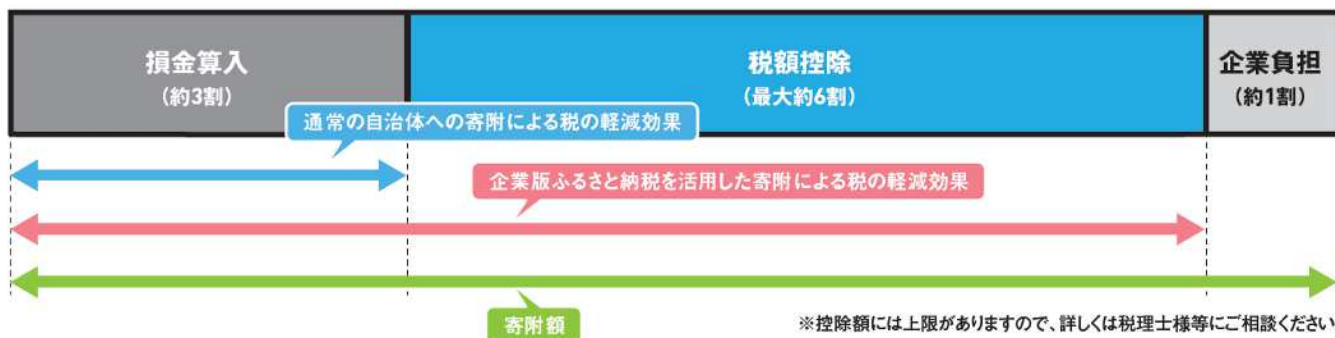 損金算入
(約3割)
税額控除
(最大約6割)
企業負担
(約1割)
通常の自治体への寄附による税の軽減効果
企業版ふるさと納税を活用した寄附による税の軽減効果
寄附額
※控除額には上限がありますので、詳しくは税理士様等にご相談ください